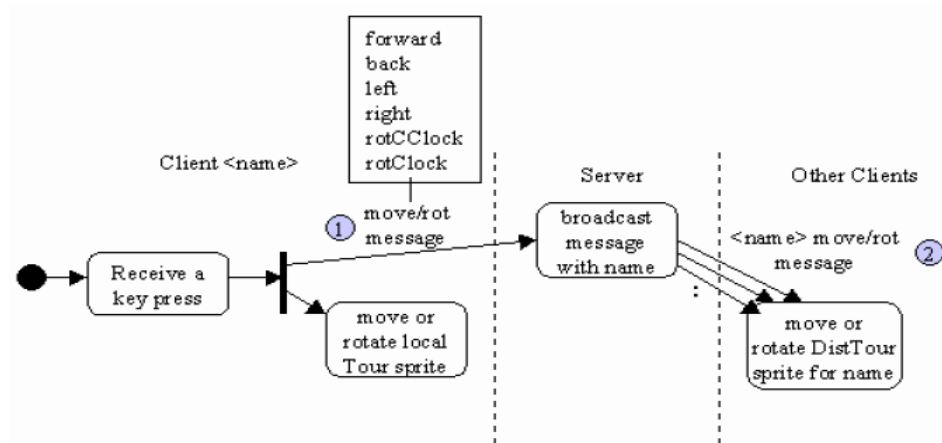 forward
back
left
right
rotCClock
rotClock
Client <name>
Server
Other Clients
1
move/rot
message
broadcast
message
with name
<name> move/rot
message
2
Receive a
key press
:
move or
rotate local
Tour sprite
move or
rotate DistTour
sprite for name